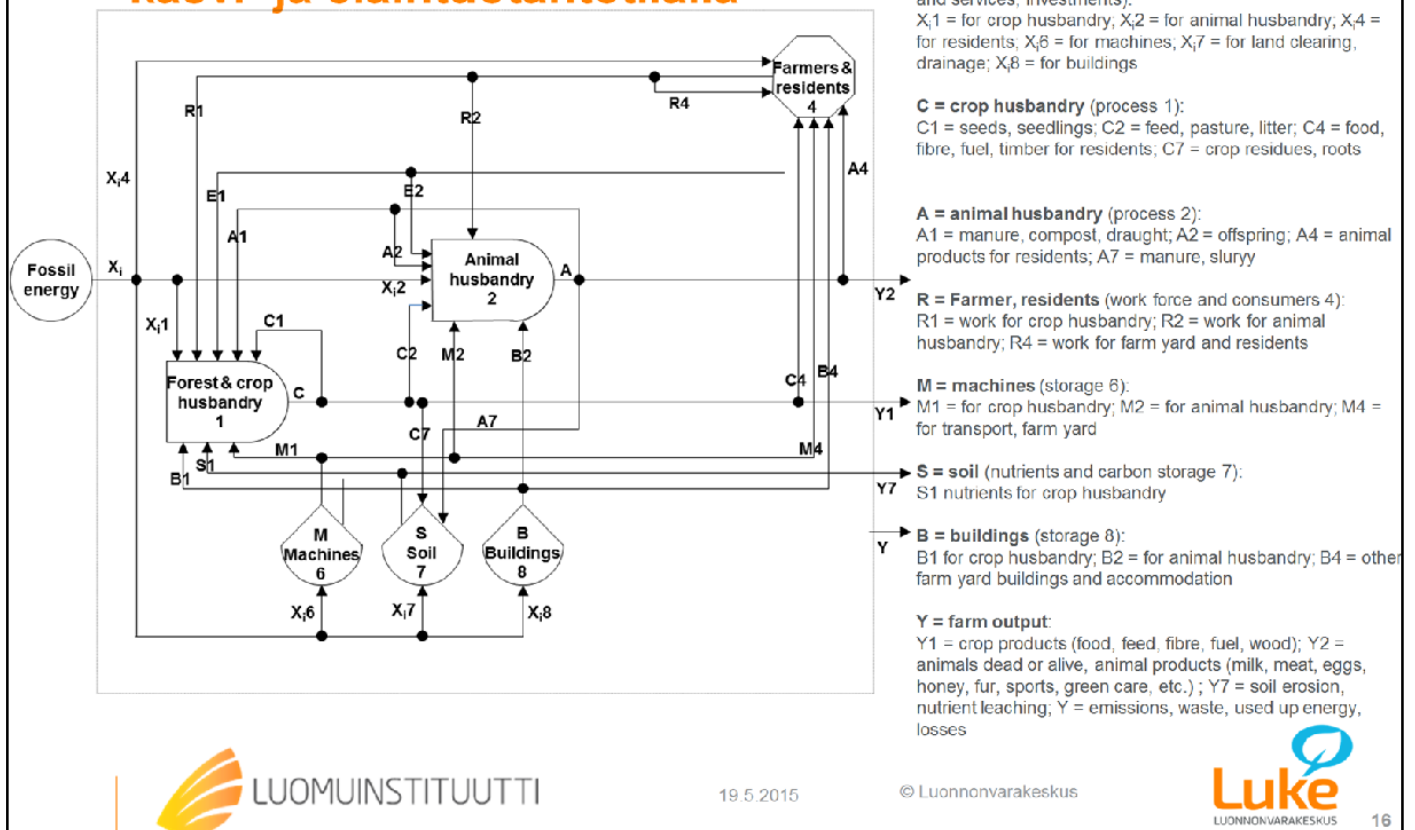 kasvi- ja eläintuotantotilalla
and services, investments):
Xi1 = for crop husbandry; Xi2 = for animal husbandry; Xi4 =
for residents; Xi6 = for machines; Xi7 = for land clearing,
drainage; Xi8 = for buildings
C = crop husbandry (process 1):
C1 = seeds, seedlings; C2 = feed, pasture, litter; C4 = food,
fibre, fuel, timber for residents; C7 = crop residues, roots
A = animal husbandry (process 2):
A1 = manure, compost, draught; A2 = offspring; A4 = animal
products for residents; A7 = manure, sluryy
R = Farmer, residents (work force and consumers 4):
R1 = work for crop husbandry; R2 = work for animal
husbandry; R4 = work for farm yard and residents
M = machines (storage 6):
M1 = for crop husbandry; M2 = for animal husbandry; M4 =
for transport, farm yard
S = soil (nutrients and carbon storage 7):
S1 nutrients for crop husbandry
B = buildings (storage 8):
B1 for crop husbandry; B2 = for animal husbandry; B4 = other
farm yard buildings and accommodation
Y = farm output:
Y1 = crop products (food, feed, fibre, fuel, wood); Y2 =
animals dead or alive, animal products (milk, meat, eggs,
honey, fur, sports, green care, etc.) ; Y7 = soil erosion,
nutrient leaching; Y = emissions, waste, used up energy,
losses
Farmers &
residents
4
R1
R2
R4
Xi4
E1
E2
A4
A1
A2
Fossil
energy
Xi
Animal
husbandry
2
A
Xi2
Y2
Xi1
C1
C2
M2
B2
Forest & crop
husbandry
1
C
C4
B4
Y1
C7
A7
M1
M4
S1
B1
Y7
M
Machines
6
S
Soil
7
B
Buildings
8
Y
Xi6
Xi7
Xi8
LUOMUINSTITUUTTI
19.5.2015
© Luonnonvarakeskus
Luke
LUONNONVARAKESKUS
16